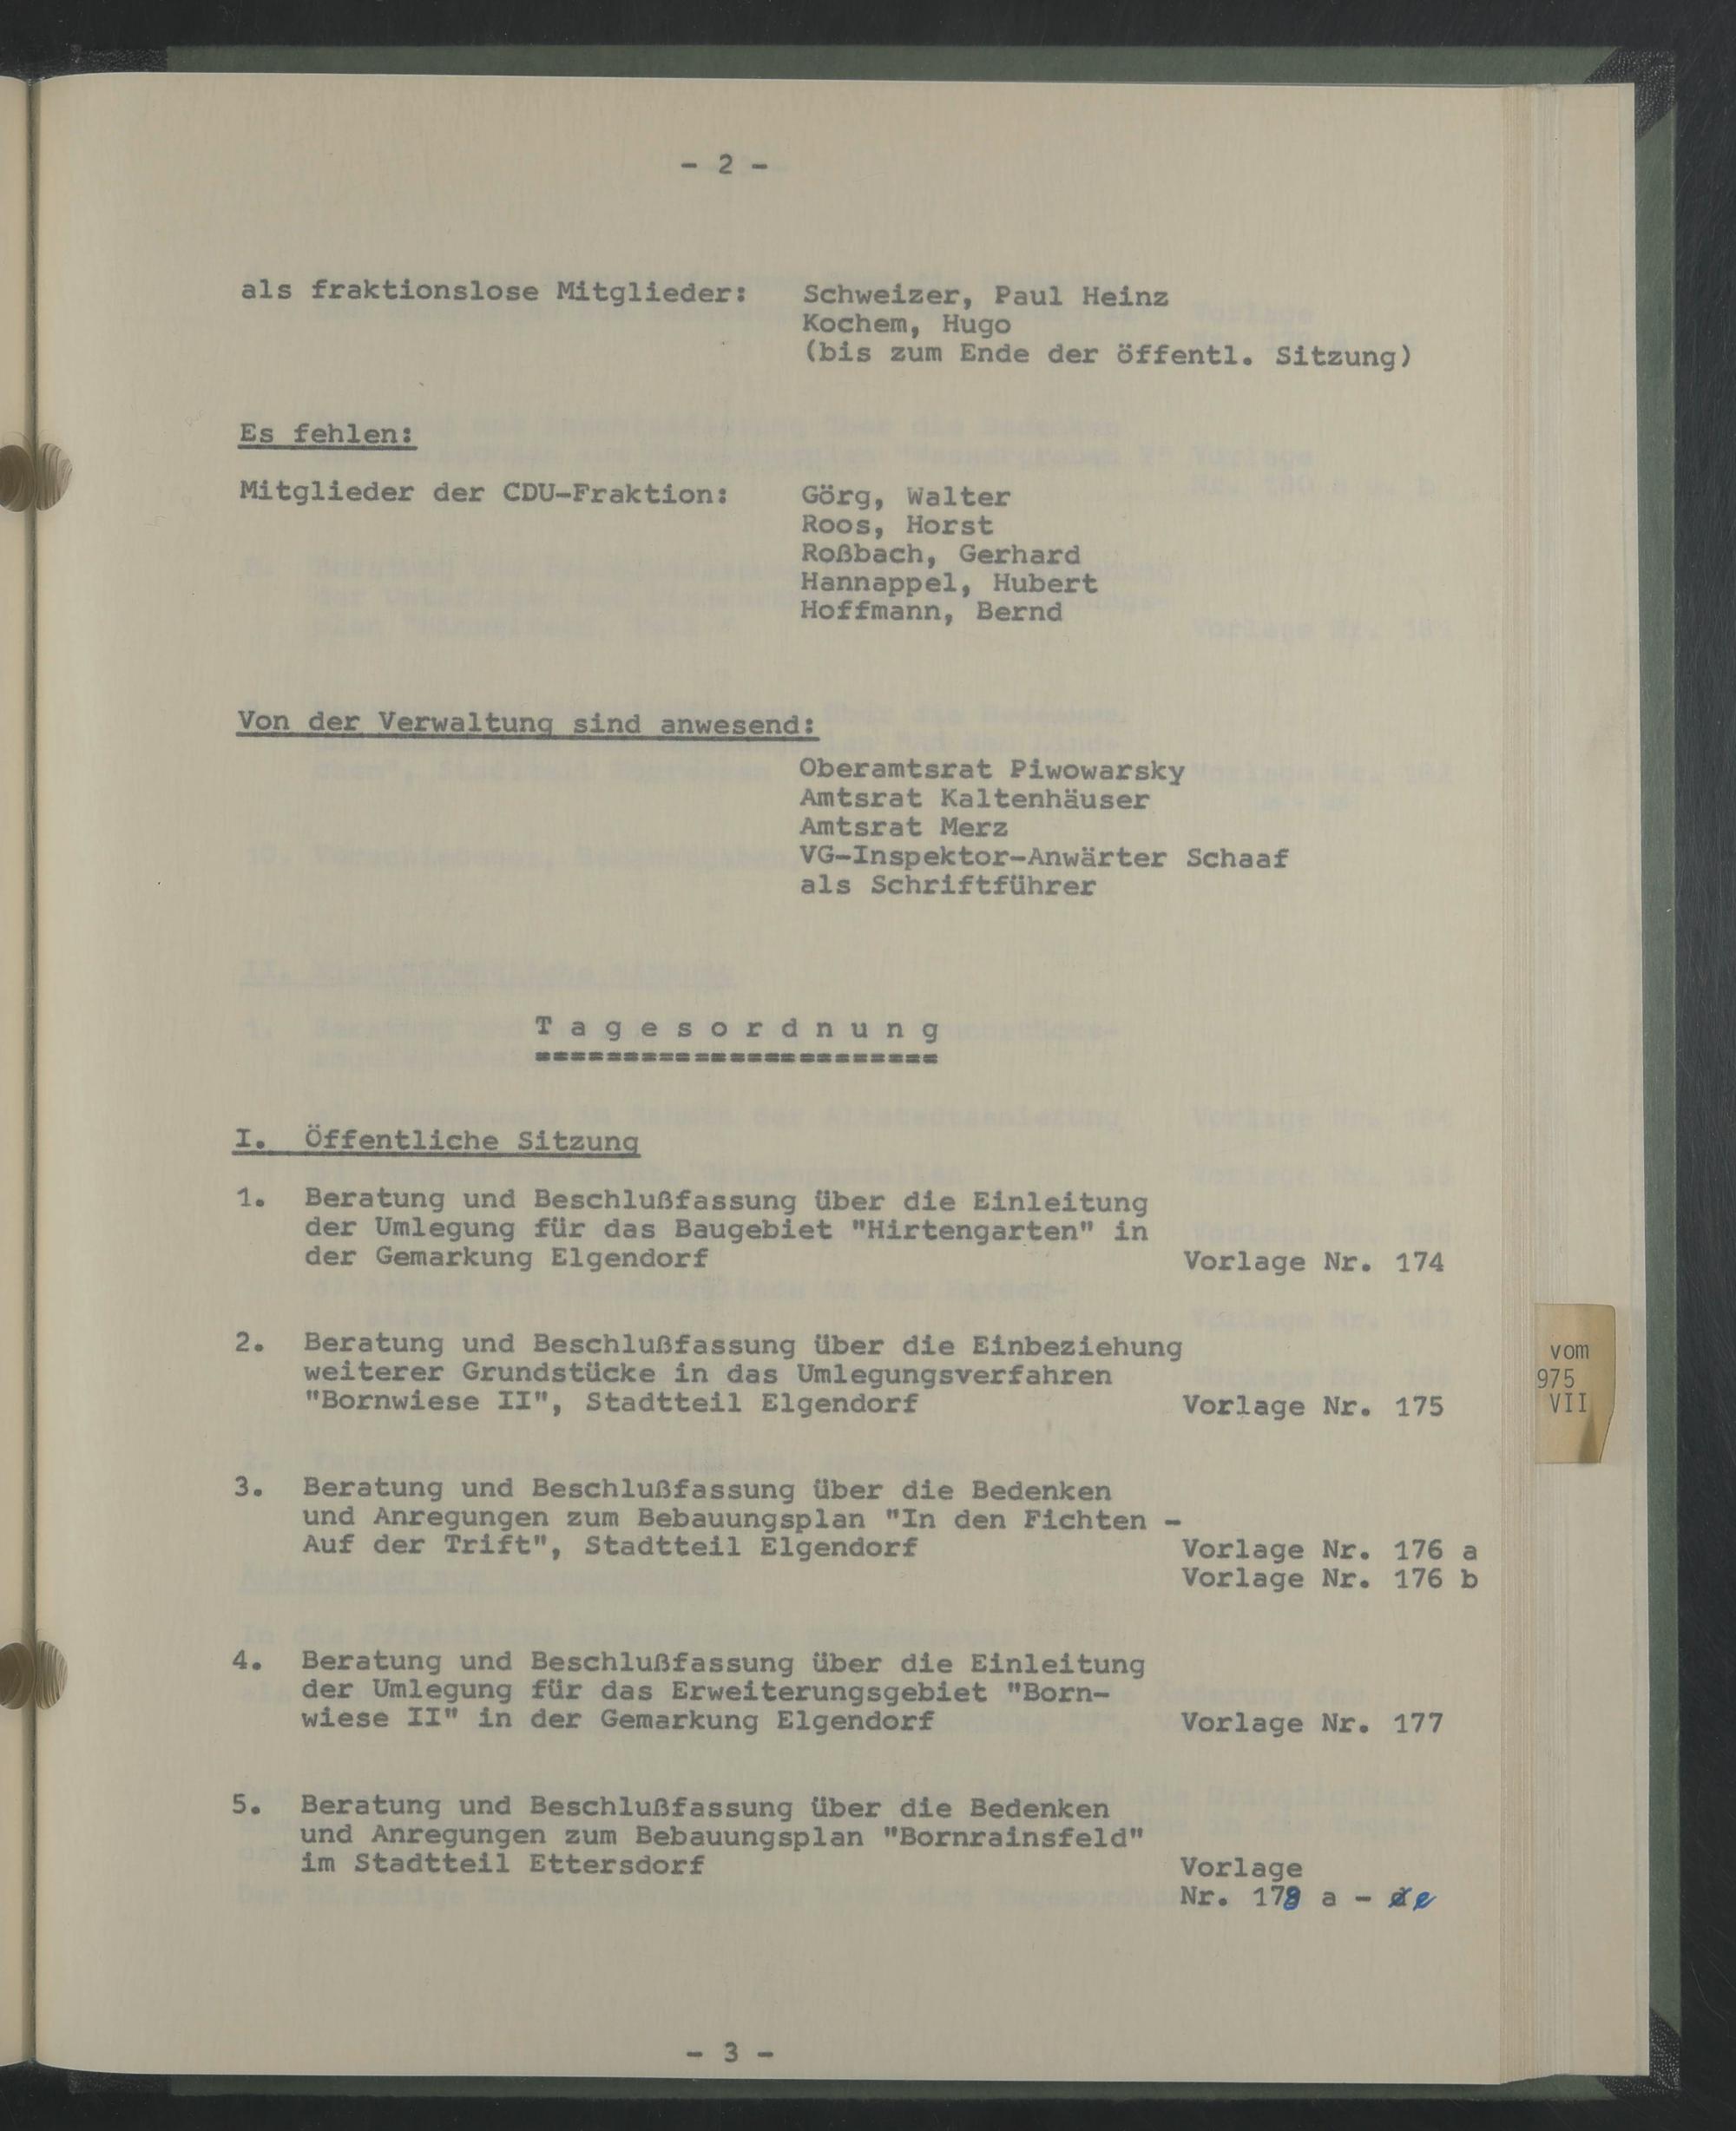 - 2 -
als fraktionslose Mitglieder: Schweizer, Paul Heinz
Kochem, Hugo
(bis zum Ende der öffentl. Sitzung)
Es fehlen:
Mitglieder der CDU-Fraktion: Görg, Walter
Roos, Horst
Roßbach, Gerhard
Hannappel, Hubert
Hoffmann, Bernd
Von der Verwaltung sind anwesend:
Oberamtsrat Piwowarsky
Amtsrat Kaltenhäuser
Amtsrat Merz
VG-Inspektor-Anwärter Schaaf
als Schriftführer
T a g e s o r d n u n g
=======================
I. Öffentliche Sitzung
1. Beratung und Beschlußfassung über die Einleitung
der Umlegung für das Baugebiet "Hirtengarten" in
der Gemarkung Elgendorf Vorlage Nr. 174
2. Beratung und Beschlußfassung über die Einbeziehung
weiterer Grundstücke in das Umlegungsverfahren
"Bornwiese II", Stadtteil Elgendorf Vorlage Nr. 175
3. Beratung und Beschlußfassung über die Bedenken
und Anregungen zum Bebauungsplan "In den Fichten -
Auf der Trift", Stadtteil Elgendorf Vorlage Nr. 176 a
Vorlage Nr. 176 b
4. Beratung und Beschlußfassung über die Einleitung
der Umlegung für das Erweiterungsgebiet "Born-
wiese II" in der Gemarkung Elgendorf Vorlage Nr. 177
5. Beratung und Beschlußfassung über die Bedenken
und Anregungen zum Bebauungsplan "Bornrainsfeld"
im Stadtteil Ettersdorf Vorlage
Nr. 178 a - e
- 3 -
vom
975
VII